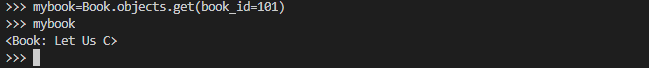 >>> mybook=Book.objects.get(book_id=101)
>>> mybook
<Book: Let Us C>
>>>